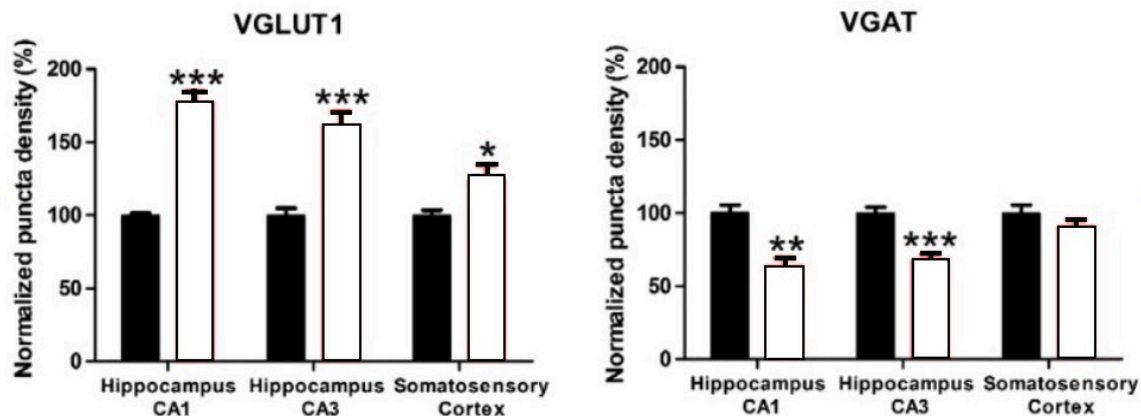 VGLUT1
Normalized puncta density (%)
200
150
100
50
0
***
***
*
Hippocampus CA1
Hippocampus CA3
Somatosensory Cortex
VGAT
Normalized puncta density (%)
200
150
100
50
0
**
***
Hippocampus CA1
Hippocampus CA3
Somatosensory Cortex